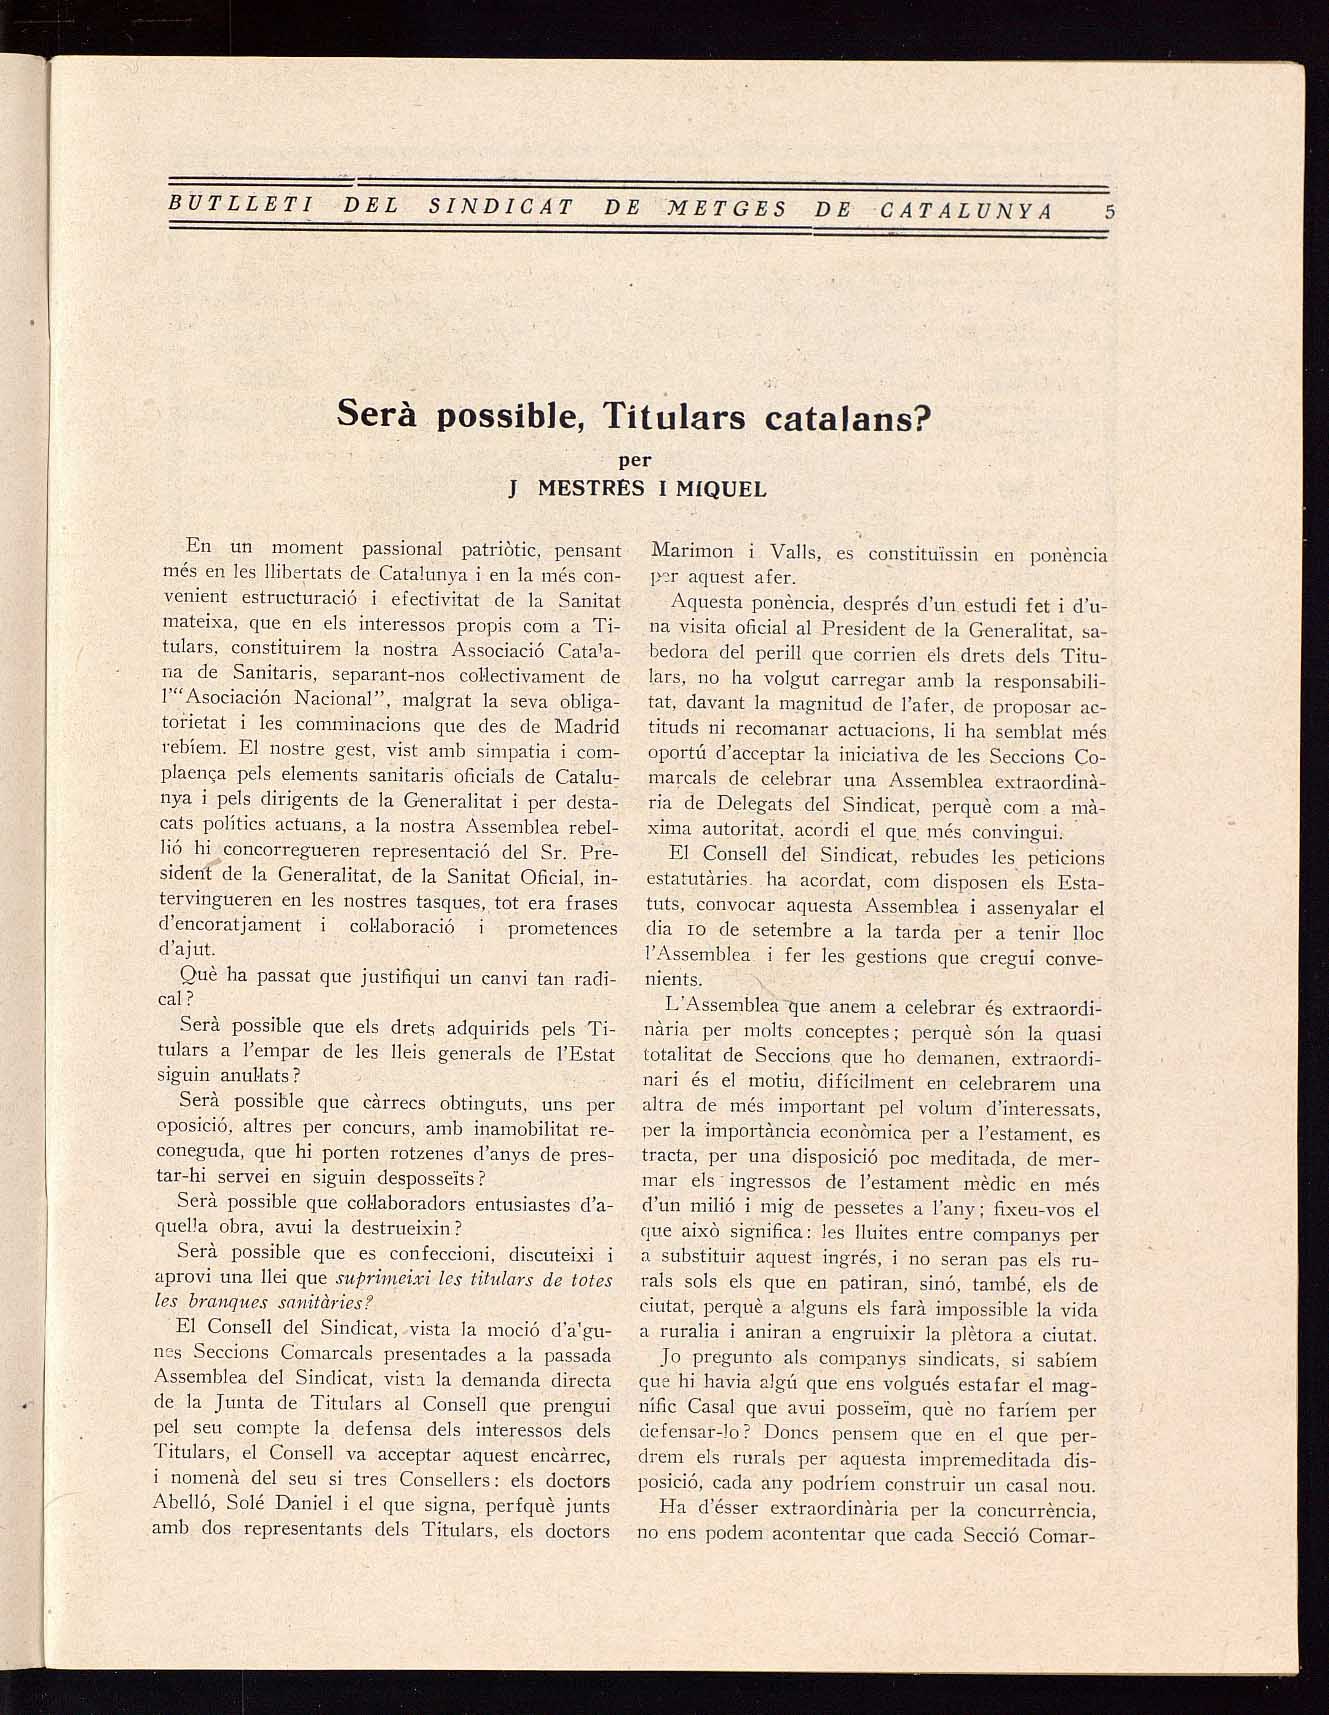 BUTLLETI DEL SINDICAT DE METGES DE CATALUNYA 5
Serà possible, Titulars catalans?
per
J MESTRES I MIQUEL
En un moment passional patriòtic, pensant
més en les llibertats de Catalunya i en la més con-
venient estructuració i efectivitat de la Sanitat
mateixa, que en els interessos propis com a Ti-
tulars, constituirem la nostra Associació Catala-
na de Sanitaris, separant-nos col·lectivament de
l'"Asociación Nacional", malgrat la seva obliga-
torietat i les comminacions que des de Madrid
rebíem. El nostre gest, vist amb simpatia i com-
plaença pels elements sanitaris oficials de Catalu-
nya i pels dirigents de la Generalitat i per desta-
cats polítics actuans, a la nostra Assemblea rebel-
lió hi concorregueren representació del Sr. Pre-
sident de la Generalitat, de la Sanitat Oficial, in-
tervingueren en les nostres tasques, tot era frases
d'encoratjament i col·laboració i prometences
d'ajut.
Què ha passat que justifiqui un canvi tan radi-
cal?
Serà possible que els drets adquirids pels Ti-
tulars a l'empar de les lleis generals de l'Estat
siguin anul·lats?
Serà possible que càrrecs obtinguts, uns per
oposició, altres per concurs, amb inamobilitat re-
coneguda, que hi porten rotzenes d'anys de pres-
tar-hi servei en siguin desposseïts?
Serà possible que col·laboradors entusiastes d'a-
quella obra, avui la destrueixin?
Serà possible que es confeccioni, discuteixi i
aprovi una llei que suprimeixi les titulars de totes
les branques sanitàries?
El Consell del Sindicat, vista la moció d'algu-
nes Seccions Comarcals presentades a la passada
Assemblea del Sindicat, vista la demanda directa
de la Junta de Titulars al Consell que prengui
pel seu compte la defensa dels interessos dels
Titulars, el Consell va acceptar aquest encàrrec,
i nomenà del seu si tres Consellers: els doctors
Abelló, Solé Daniel i el que signa, perfquè junts
amb dos representants dels Titulars, els doctors
Marimon i Valls, es constituïssin en ponència
per aquest afer.
Aquesta ponència, després d'un estudi fet i d'u-
na visita oficial al President de la Generalitat, sa-
bedora del perill que corrien els drets dels Titu-
lars, no ha volgut carregar amb la responsabili-
tat, davant la magnitud de l'afer, de proposar ac-
tituds ni recomanar actuacions, li ha semblat més
oportú d'acceptar la iniciativa de les Seccions Co-
marcals de celebrar una Assemblea extraordinà-
ria de Delegats del Sindicat, perquè com a mà-
xima autoritat, acordi el que més convingui.
El Consell del Sindicat, rebudes les peticions
estatutàries. ha acordat, com disposen els Esta-
tuts, convocar aquesta Assemblea i assenyalar el
dia 10 de setembre a la tarda per a tenir lloc
l'Assemblea i fer les gestions que cregui conve-
nients.
L'Assemblea que anem a celebrar és extraordi-
nària per molts conceptes; perquè són la quasi
totalitat de Seccions que ho demanen, extraordi-
nari és el motiu, difícilment en celebrarem una
altra de més important pel volum d'interessats,
per la importància econòmica per a l'estament, es
tracta, per una disposició poc meditada, de mer-
mar els ingressos de l'estament mèdic en més
d'un milió i mig de pessetes a l'any; fixeu-vos el
que això significa: les lluites entre companys per
a substituir aquest ingrés, i no seran pas els ru-
rals sols els que en patiran, sinó, també, els de
ciutat, perquè a alguns els farà impossible la vida
a ruralia i aniran a engruixir la plètora a ciutat.
Jo pregunto als companys sindicats, si sabíem
que hi havia algú que ens volgués estafar el mag-
nífic Casal que avui posseïm, què no faríem per
defensar-lo? Doncs pensem que en el que per-
drem els rurals per aquesta impremeditada dis-
posició, cada any podríem construir un casal nou.
Ha d'ésser extraordinària per la concurrència,
no ens podem acontentar que cada Secció Comar-